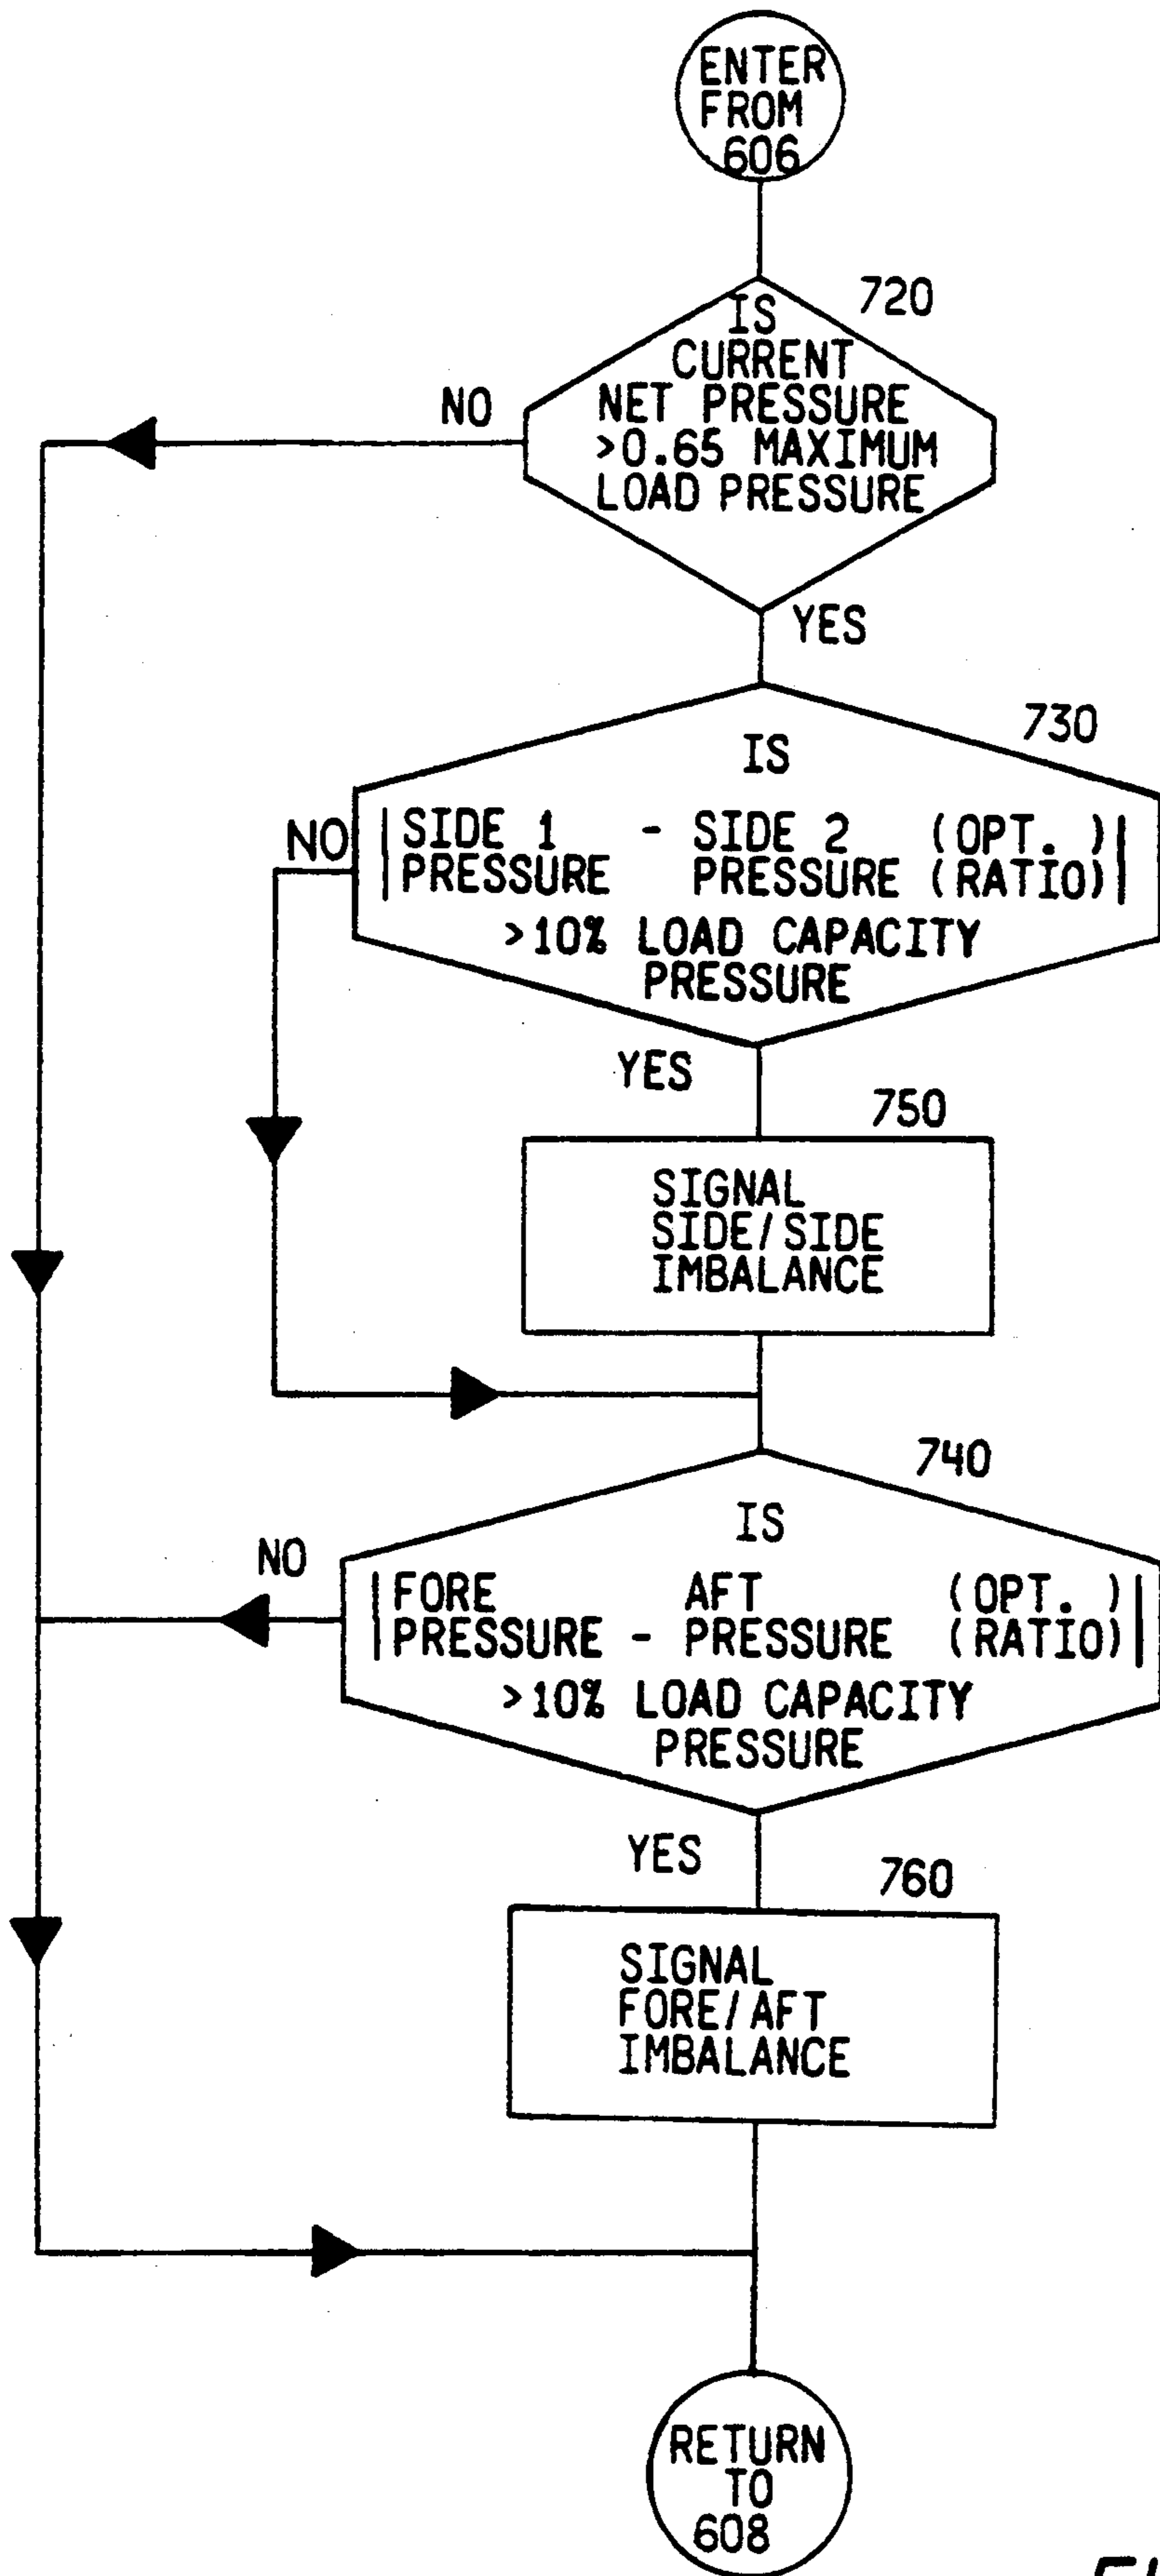 ENTER
FROM
606
720
IS
CURRENT
NET PRESSURE
>0.65 MAXIMUM
LOAD PRESSURE
NO
YES
730
IS
NO
|SIDE 1 - SIDE 2 (OPT. )|
|PRESSURE PRESSURE (RATIO)|
>10% LOAD CAPACITY
PRESSURE
YES
750
SIGNAL
SIDE/SIDE
IMBALANCE
740
IS
NO
|FORE AFT (OPT. )|
|PRESSURE - PRESSURE (RATIO)|
>10% LOAD CAPACITY
PRESSURE
YES
760
SIGNAL
FORE/AFT
IMBALANCE
RETURN
TO
608